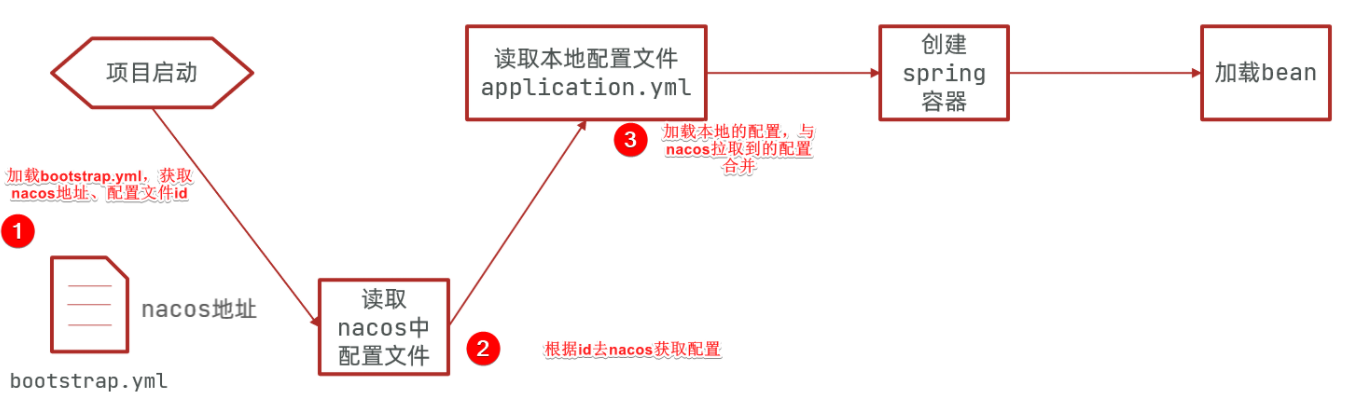 项目启动
加载bootstrap.yml，获取
nacos地址、配置文件id
1
nacos地址
bootstrap.yml
读取
nacos中
配置文件
2
根据id去nacos获取配置
读取本地配置文件
application.yml
3
加载本地的配置，与
nacos拉取到的配置
合并
创建
spring
容器
加载bean